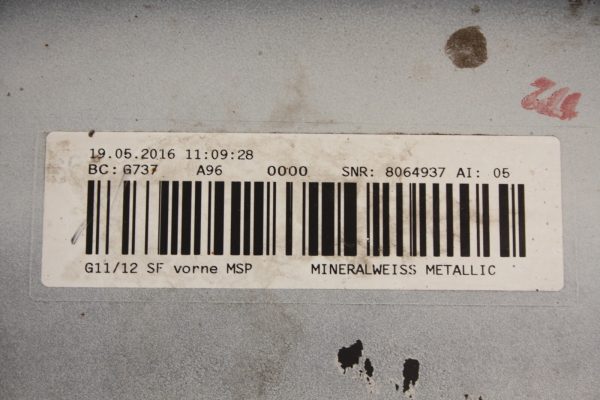 19.05.2016 11:09:28
BC: G737 A96 0000 SNR: 8064937 AI: 05
G11/12 SF vorne MSP MINERALWEISS METALLIC